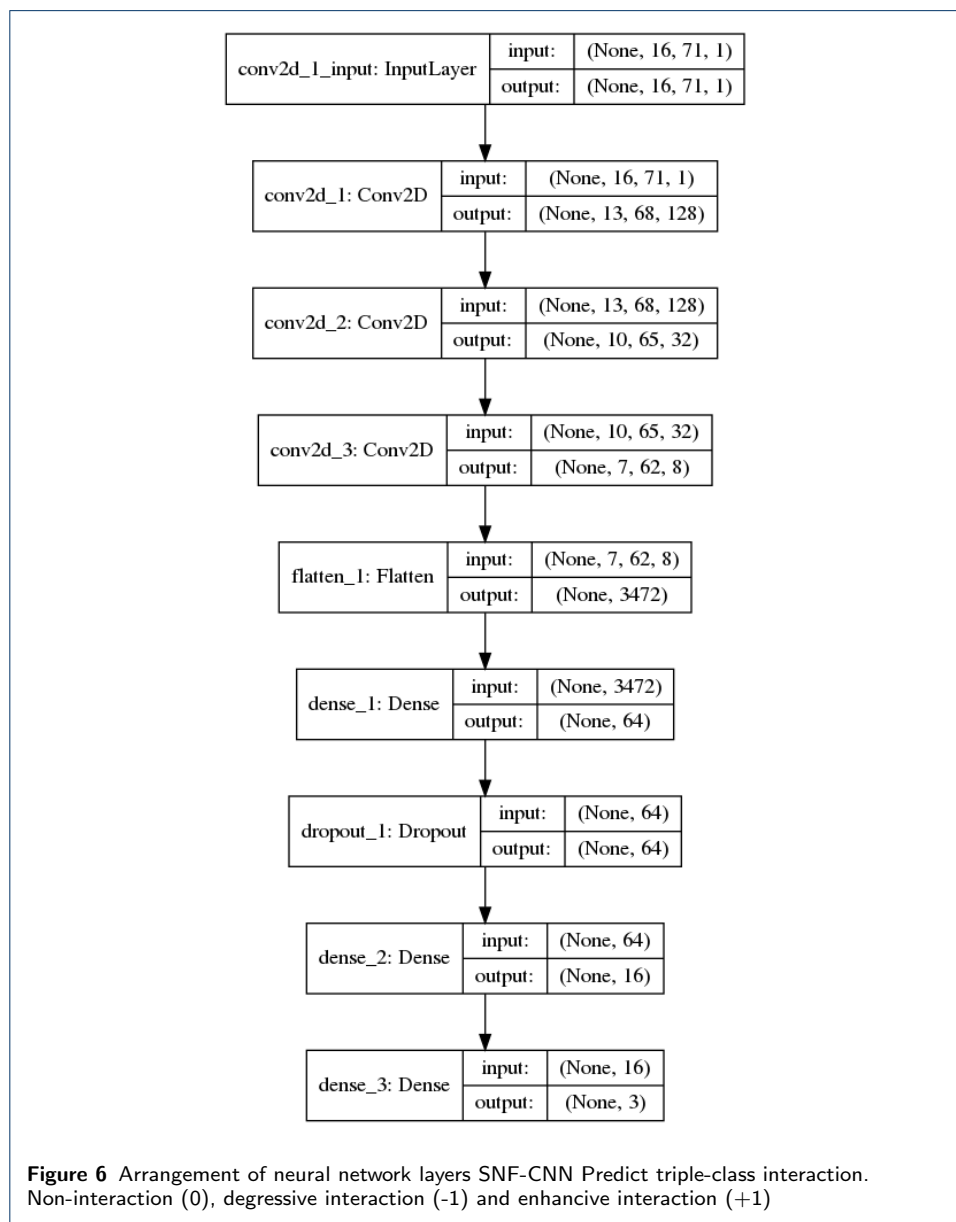 conv2d_1_input: InputLayer
input:
(None, 16, 71, 1)
output:
(None, 16, 71, 1)
conv2d_1: Conv2D
input:
(None, 16, 71, 1)
output:
(None, 13, 68, 128)
conv2d_2: Conv2D
input:
(None, 13, 68, 128)
output:
(None, 10, 65, 32)
conv2d_3: Conv2D
input:
(None, 10, 65, 32)
output:
(None, 7, 62, 8)
flatten_1: Flatten
input:
(None, 7, 62, 8)
output:
(None, 3472)
dense_1: Dense
input:
(None, 3472)
output:
(None, 64)
dropout_1: Dropout
input:
(None, 64)
output:
(None, 64)
dense_2: Dense
input:
(None, 64)
output:
(None, 16)
dense_3: Dense
input:
(None, 16)
output:
(None, 3)
Figure 6 Arrangement of neural network layers SNF-CNN Predict triple-class interaction.
Non-interaction (0), degressive interaction (-1) and enhancive interaction (+1)